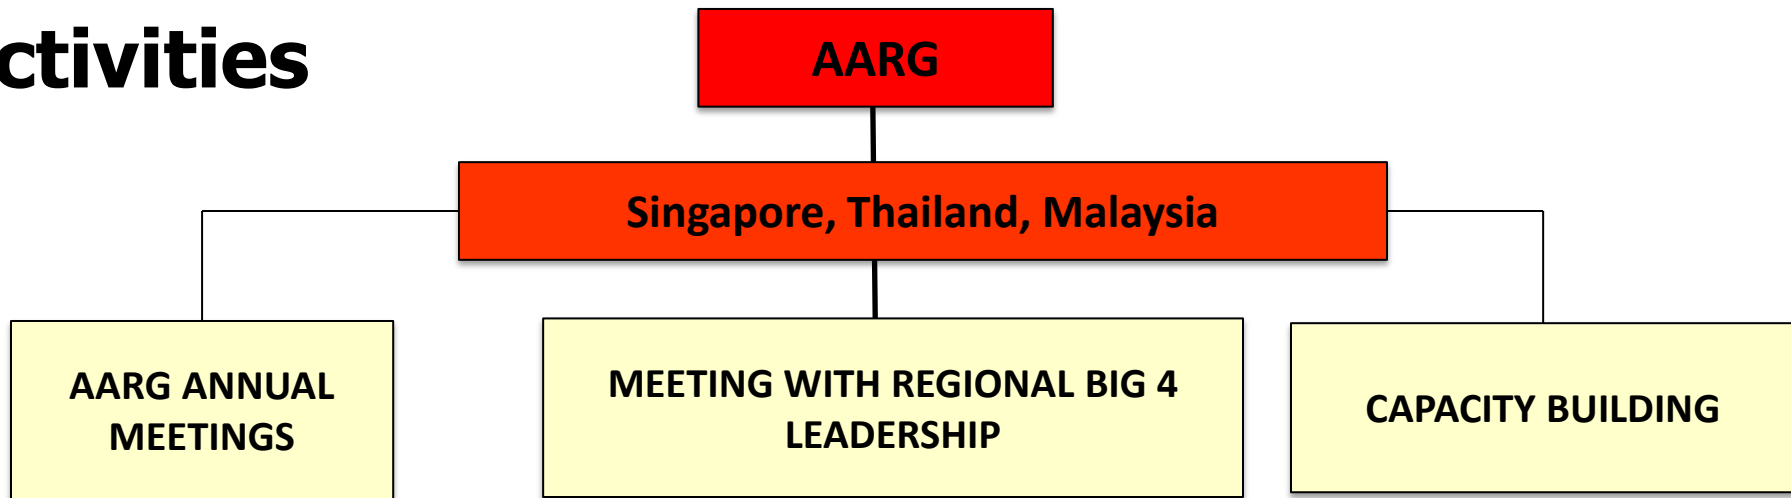 ctivities
AARG
Singapore, Thailand, Malaysia
AARG ANNUAL
MEETINGS
MEETING WITH REGIONAL BIG 4
LEADERSHIP
CAPACITY BUILDING